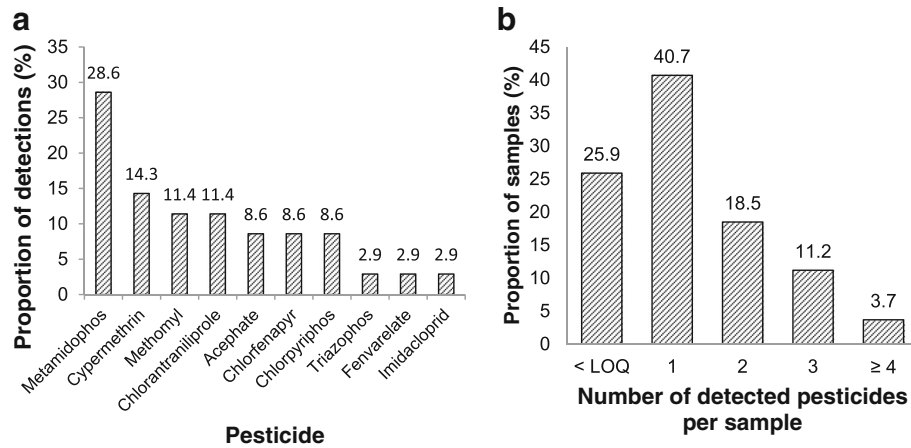 a
Proportion of detections (%)
35
30
25
20
15
10
5
0
28.6
14.3
11.4
11.4
8.6
8.6
8.6
2.9
2.9
2.9
Metamidophos
Cypermethrin
Methomyl
Chlorantraniliprole
Acephate
Chlorfenapyr
Chlorpyriphos
Triazophos
Fenvarelate
Imidacloprid
Pesticide
b
Proportion of samples (%)
45
40
35
30
25
20
15
10
5
0
25.9
40.7
18.5
11.2
3.7
< LOQ
1
2
3
≥ 4
Number of detected pesticides
per sample